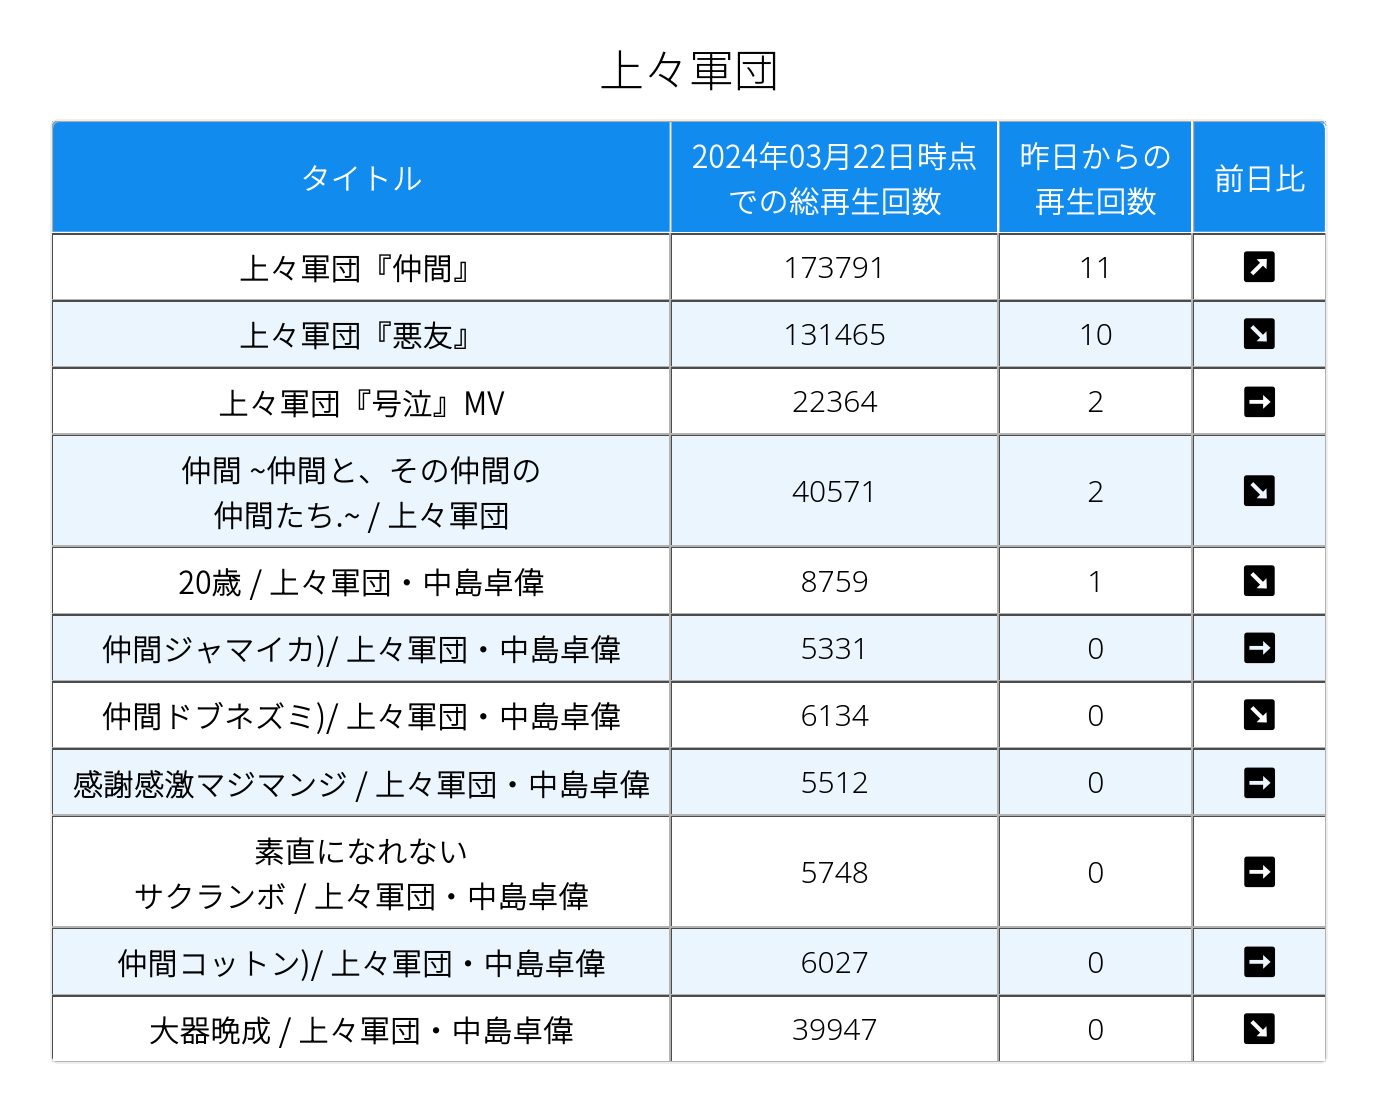 上々軍団
タイトル
2024年03月22日時点
での総再生回数
昨日からの
再生回数
前日比
上々軍団『仲間』 173791 11 ↗
上々軍団『悪友』 131465 10 ↘
上々軍団『号泣』MV 22364 2 →
仲間 ~仲間と、その仲間の
仲間たち.~ / 上々軍団 40571 2 ↘
20歳 / 上々軍団・中島卓偉 8759 1 ↘
仲間ジャマイカ)/ 上々軍団・中島卓偉 5331 0 →
仲間ドブネズミ)/ 上々軍団・中島卓偉 6134 0 ↘
感謝感激マジマンジ / 上々軍団・中島卓偉 5512 0 →
素直になれない
サクランボ / 上々軍団・中島卓偉 5748 0 →
仲間コットン)/ 上々軍団・中島卓偉 6027 0 →
大器晩成 / 上々軍団・中島卓偉 39947 0 ↘